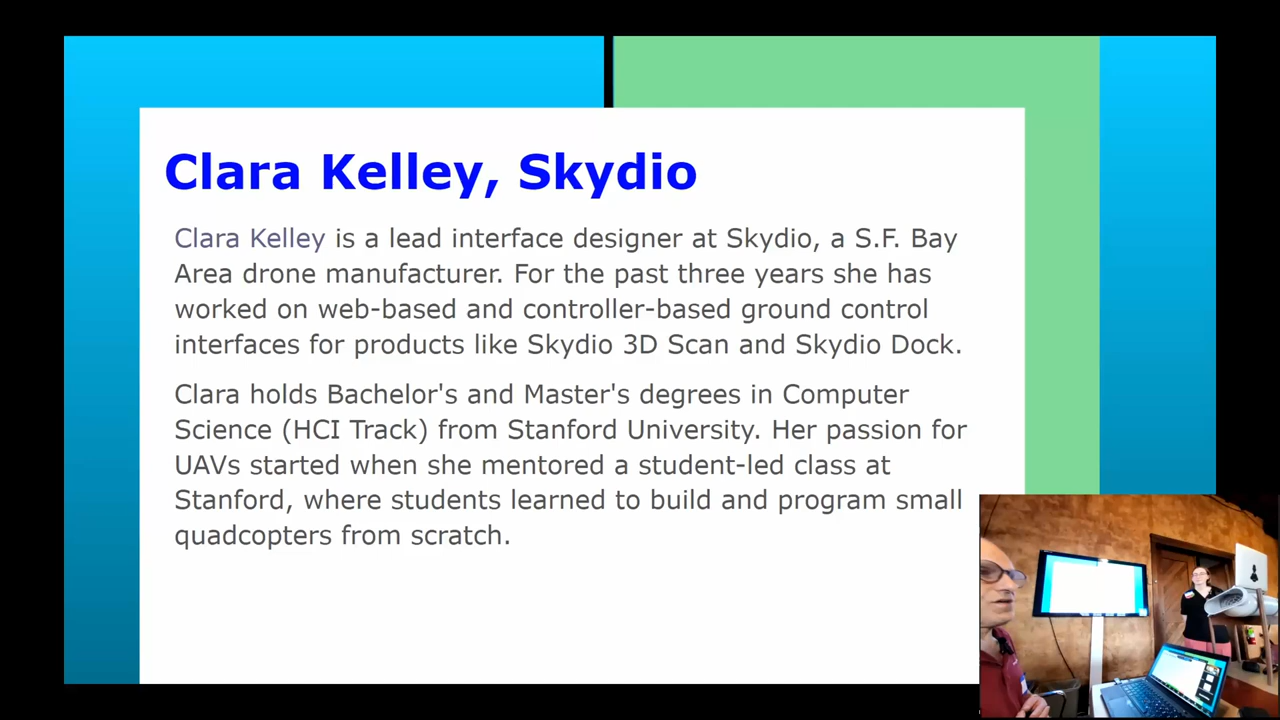 Clara Kelley, Skydio
Clara Kelley is a lead interface designer at Skydio, a S.F. Bay
Area drone manufacturer. For the past three years she has
worked on web-based and controller-based ground control
interfaces for products like Skydio 3D Scan and Skydio Dock.
Clara holds Bachelor's and Master's degrees in Computer
Science (HCI Track) from Stanford University. Her passion for
UAVs started when she mentored a student-led class at
Stanford, where students learned to build and program small
quadcopters from scratch.